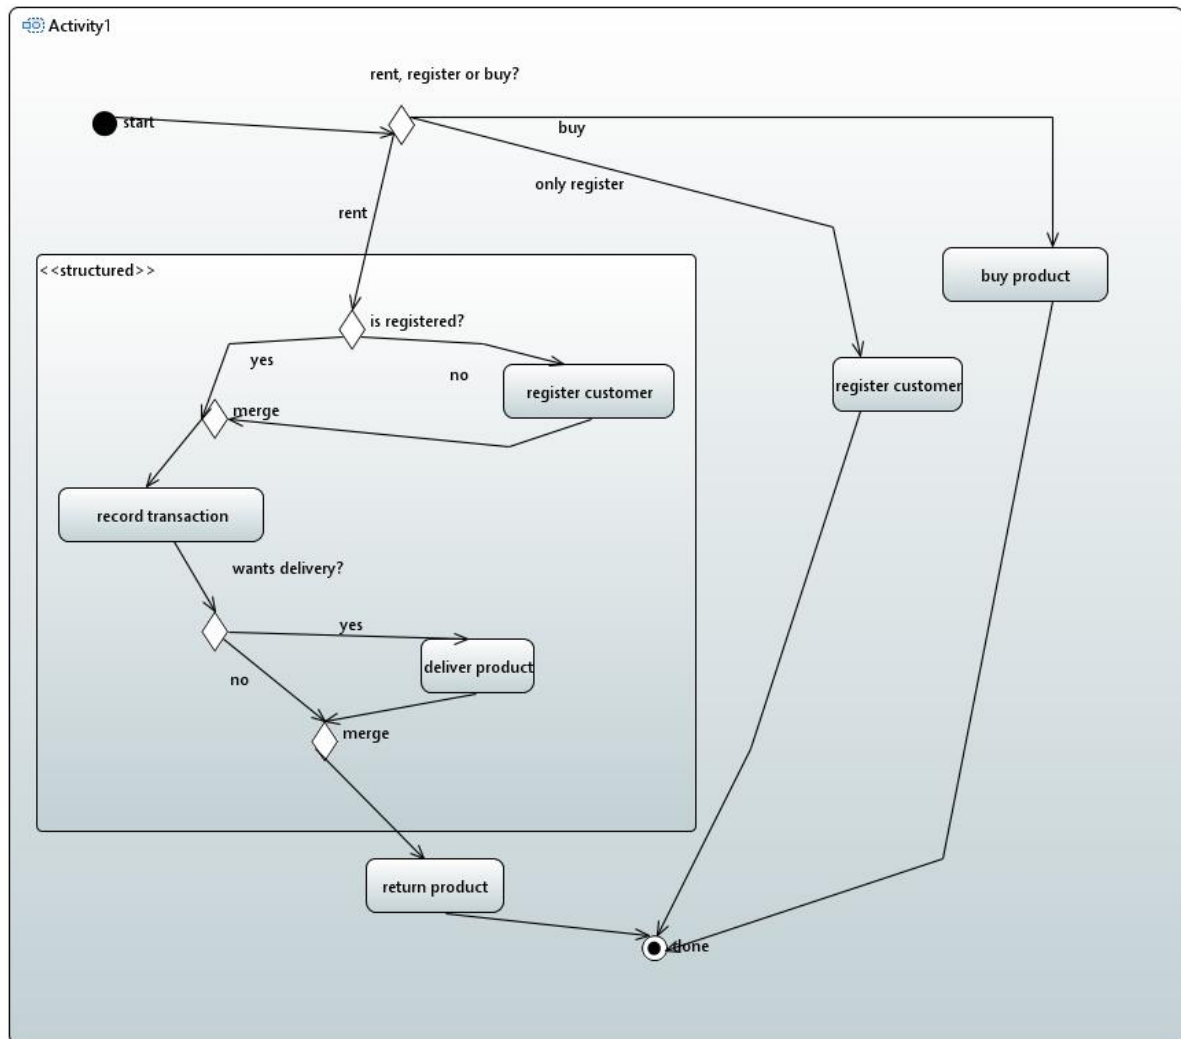 Activity1
rent, register or buy?
start
buy
only register
rent
<<structured>>
buy product
is registered?
yes
no
register customer
register customer
merge
record transaction
wants delivery?
yes
deliver product
no
merge
return product
done